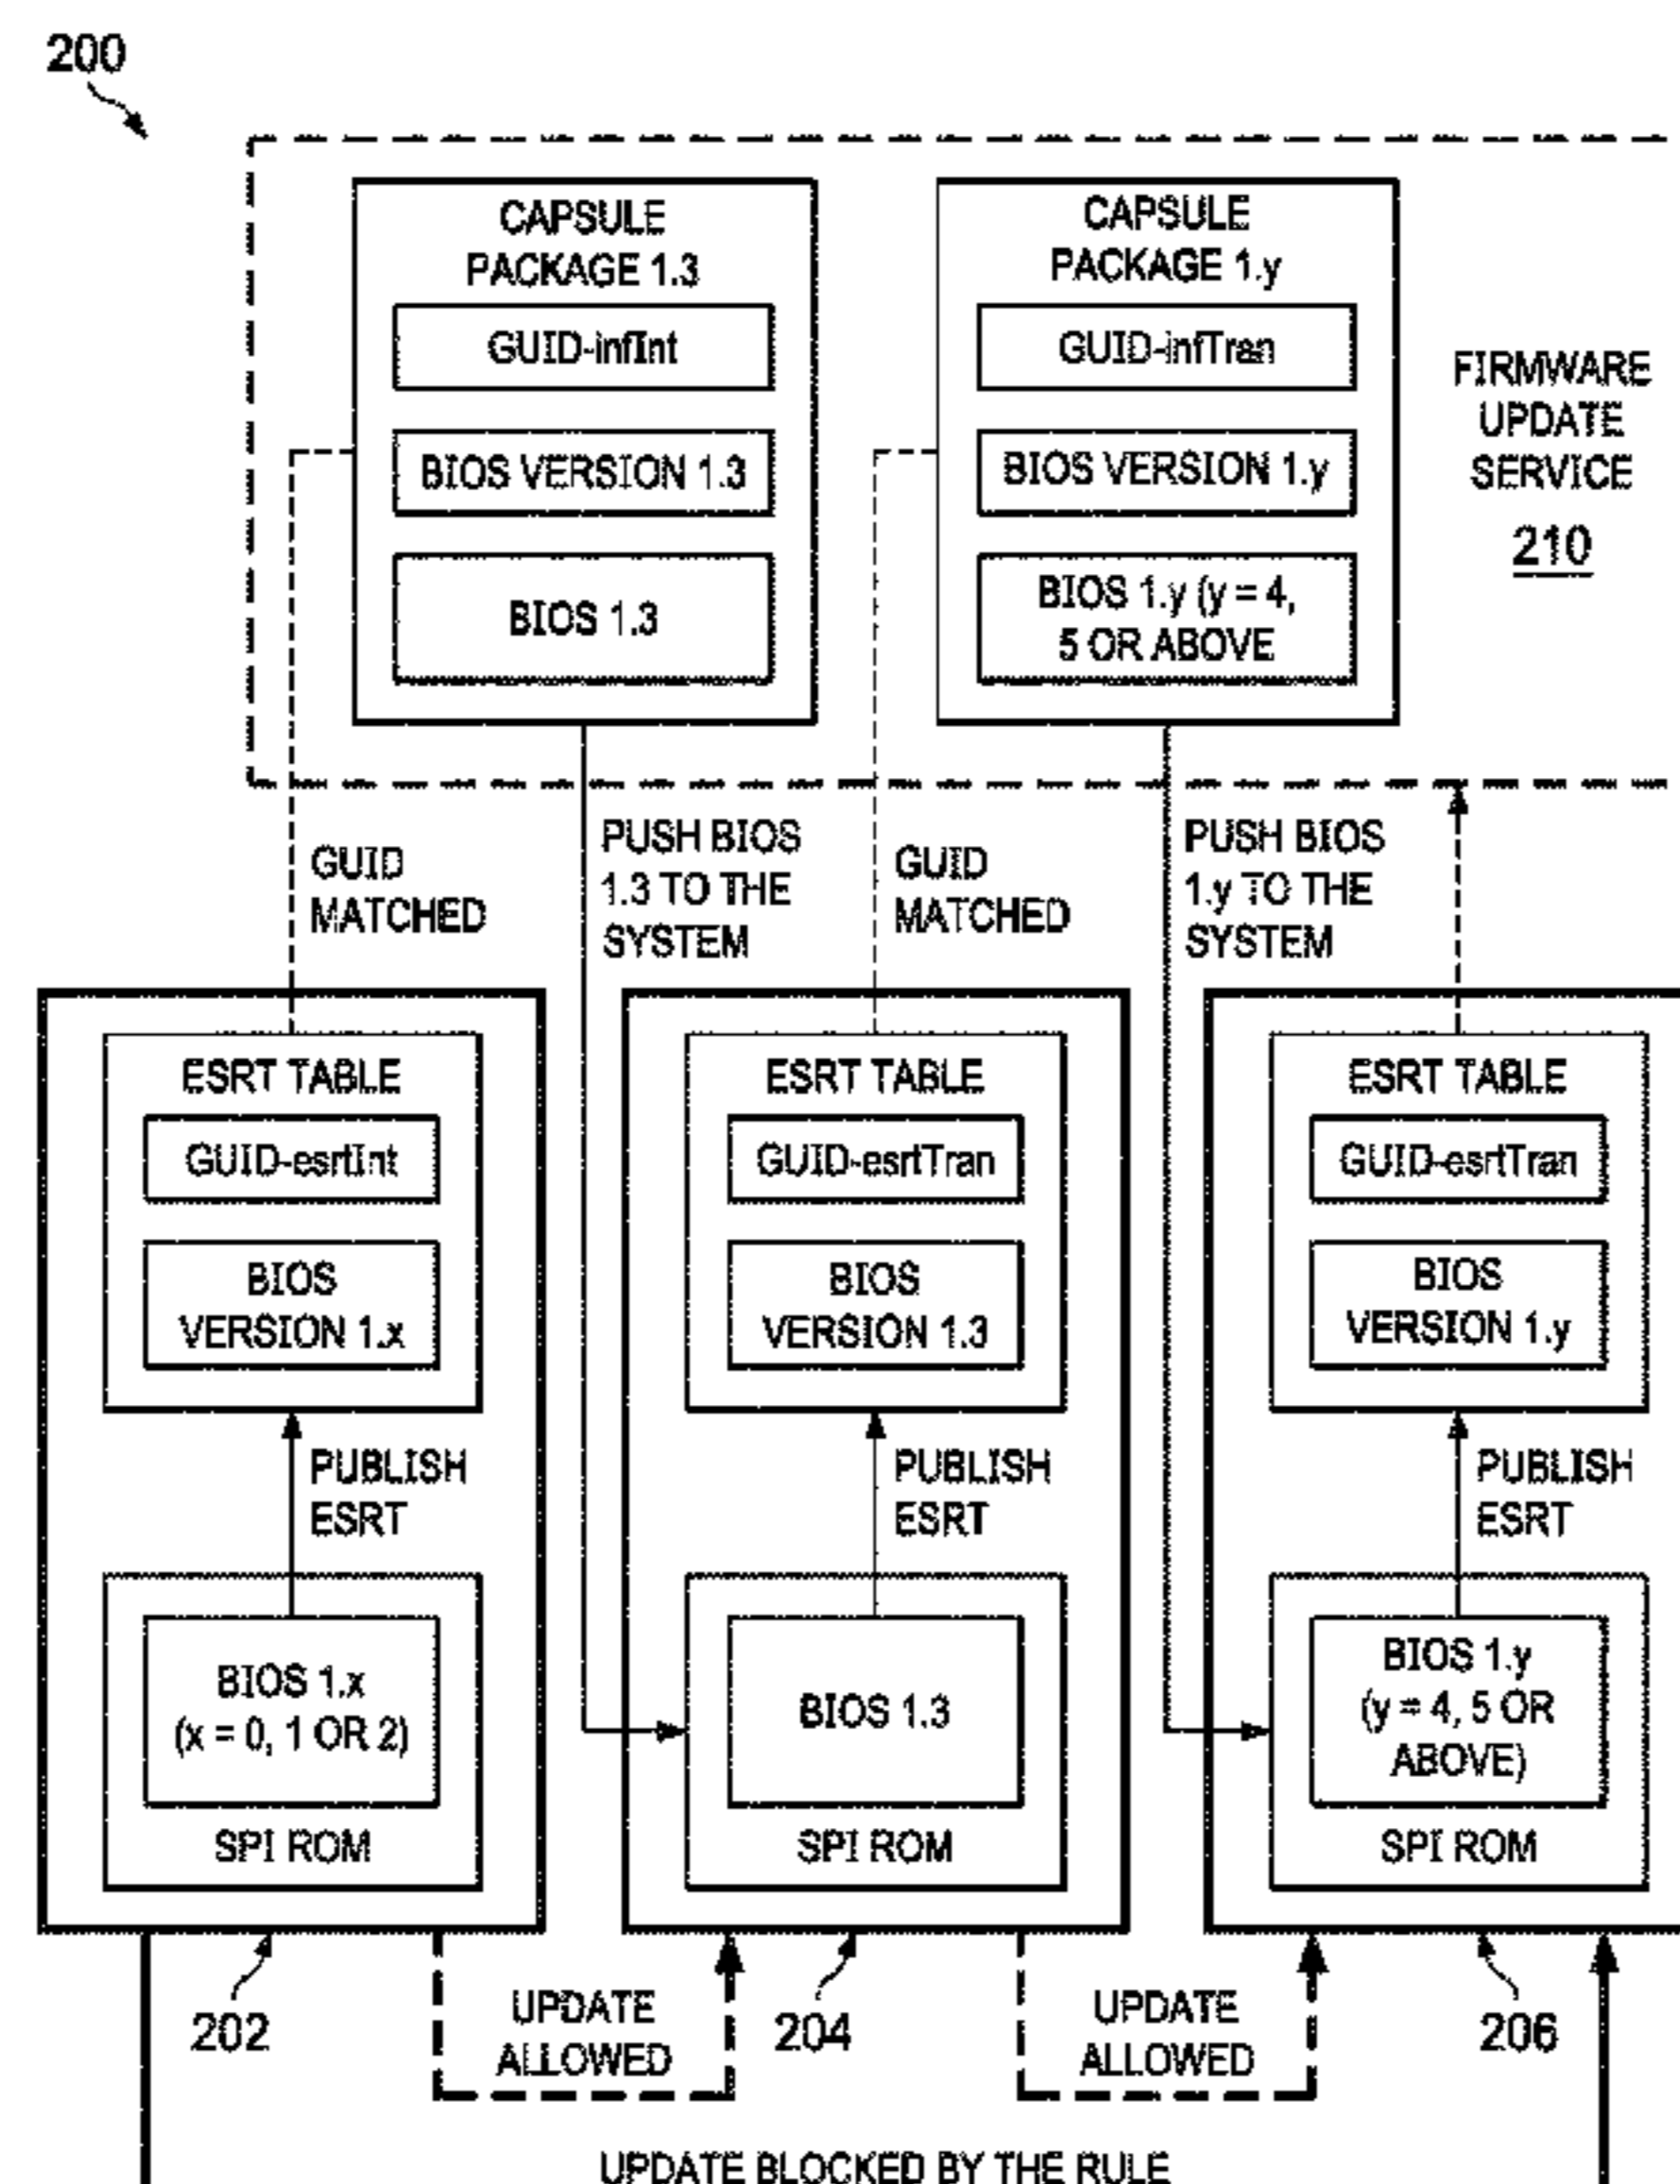 200
CAPSULE
PACKAGE 1.3
GUID-infInt
BIOS VERSION 1.3
BIOS 1.3
CAPSULE
PACKAGE 1.y
GUID-infTran
BIOS VERSION 1.y
BIOS 1.y (y = 4,
5 OR ABOVE
FIRMWARE
UPDATE
SERVICE
210
GUID
MATCHED
PUSH BIOS
1.3 TO THE
SYSTEM
GUID
MATCHED
PUSH BIOS
1.y TO THE
SYSTEM
ESRT TABLE
GUID-esrtInt
BIOS
VERSION 1.x
PUBLISH
ESRT
BIOS 1.x
(x = 0, 1 OR 2)
SPI ROM
ESRT TABLE
GUID-esrtTran
BIOS
VERSION 1.3
PUBLISH
ESRT
BIOS 1.3
SPI ROM
ESRT TABLE
GUID-esrtTran
BIOS
VERSION 1.y
PUBLISH
ESRT
BIOS 1.y
(y = 4, 5 OR
ABOVE)
SPI ROM
202
UPDATE
ALLOWED
204
UPDATE
ALLOWED
206
UPDATE BLOCKED BY THE RULE